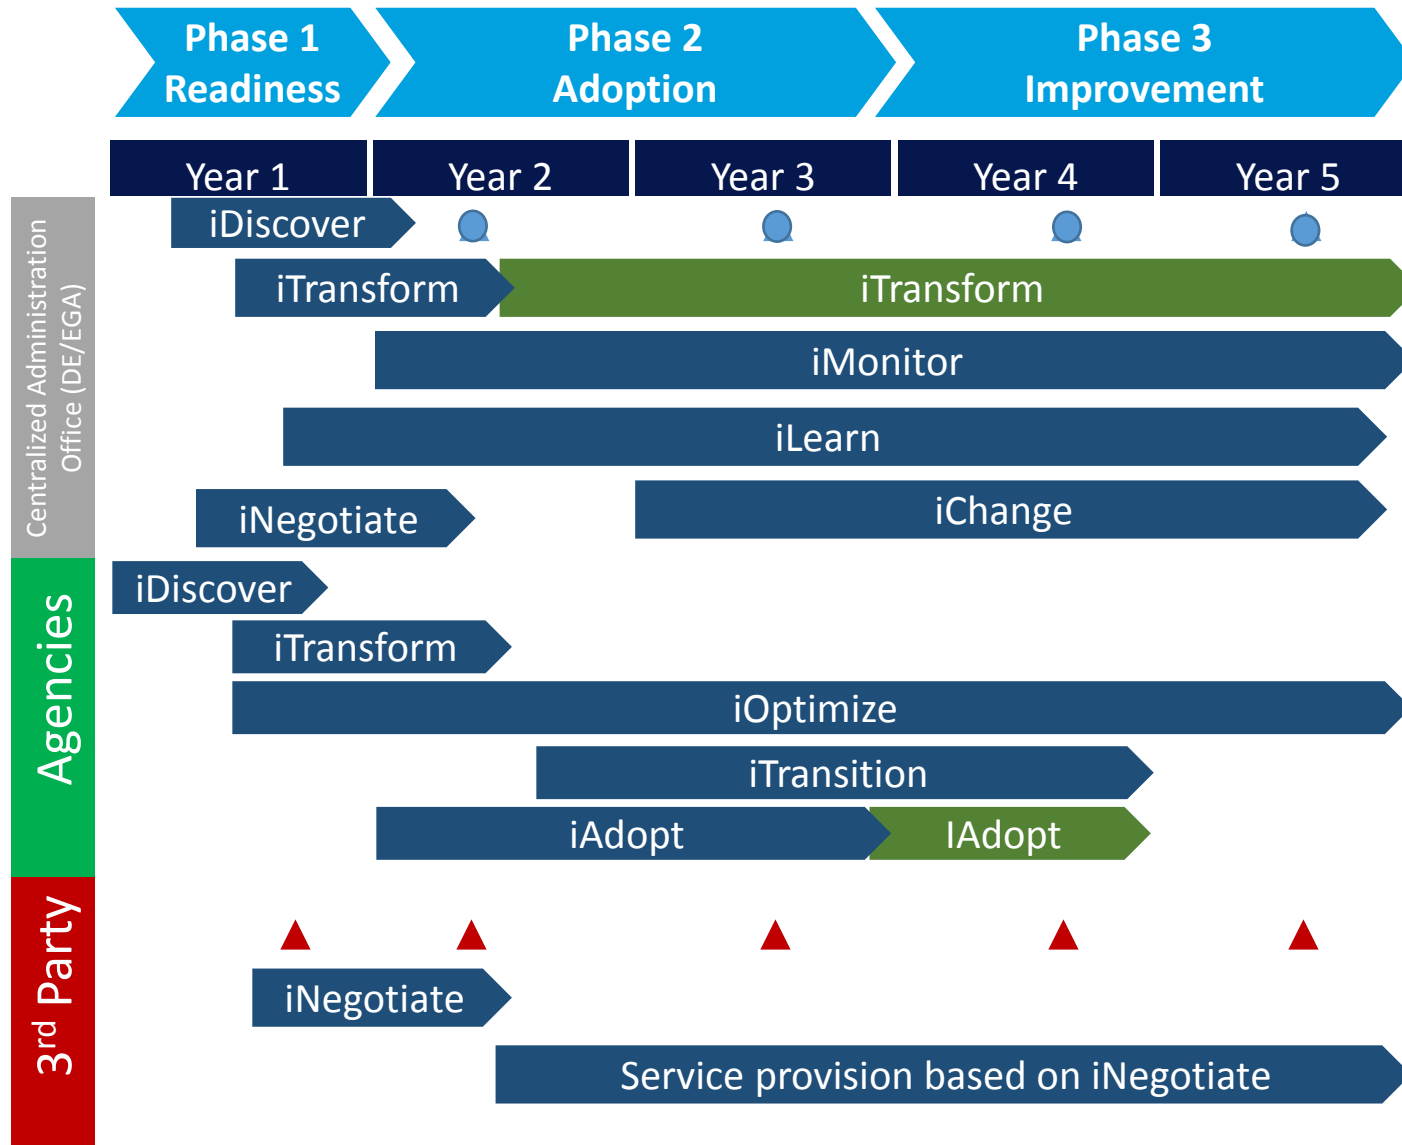 Phase 1
Readiness
Phase 2
Adoption
Phase 3
Improvement
Year 1
Year 2
Year 3
Year 4
Year 5
Centralized Administration
Office (DE/EGA)
iDiscover
iTransform
iTransform
iMonitor
iLearn
iNegotiate
iChange
Agencies
iDiscover
iTransform
iOptimize
iTransition
iAdopt
IAdopt
3rd Party
iNegotiate
Service provision based on iNegotiate